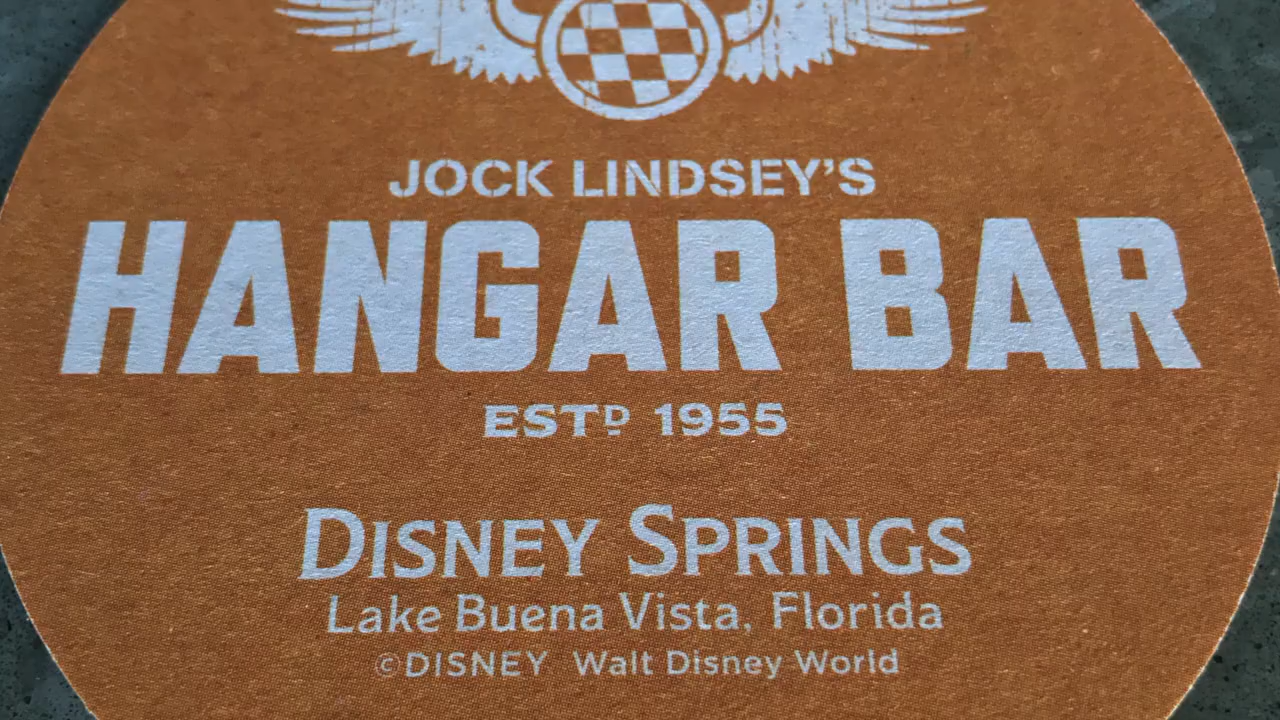 JOCK LINDSEY'S
HANGAR BAR
ESTD 1955
DISNEY SPRINGS
Lake Buena Vista, Florida
©DISNEY Walt Disney World